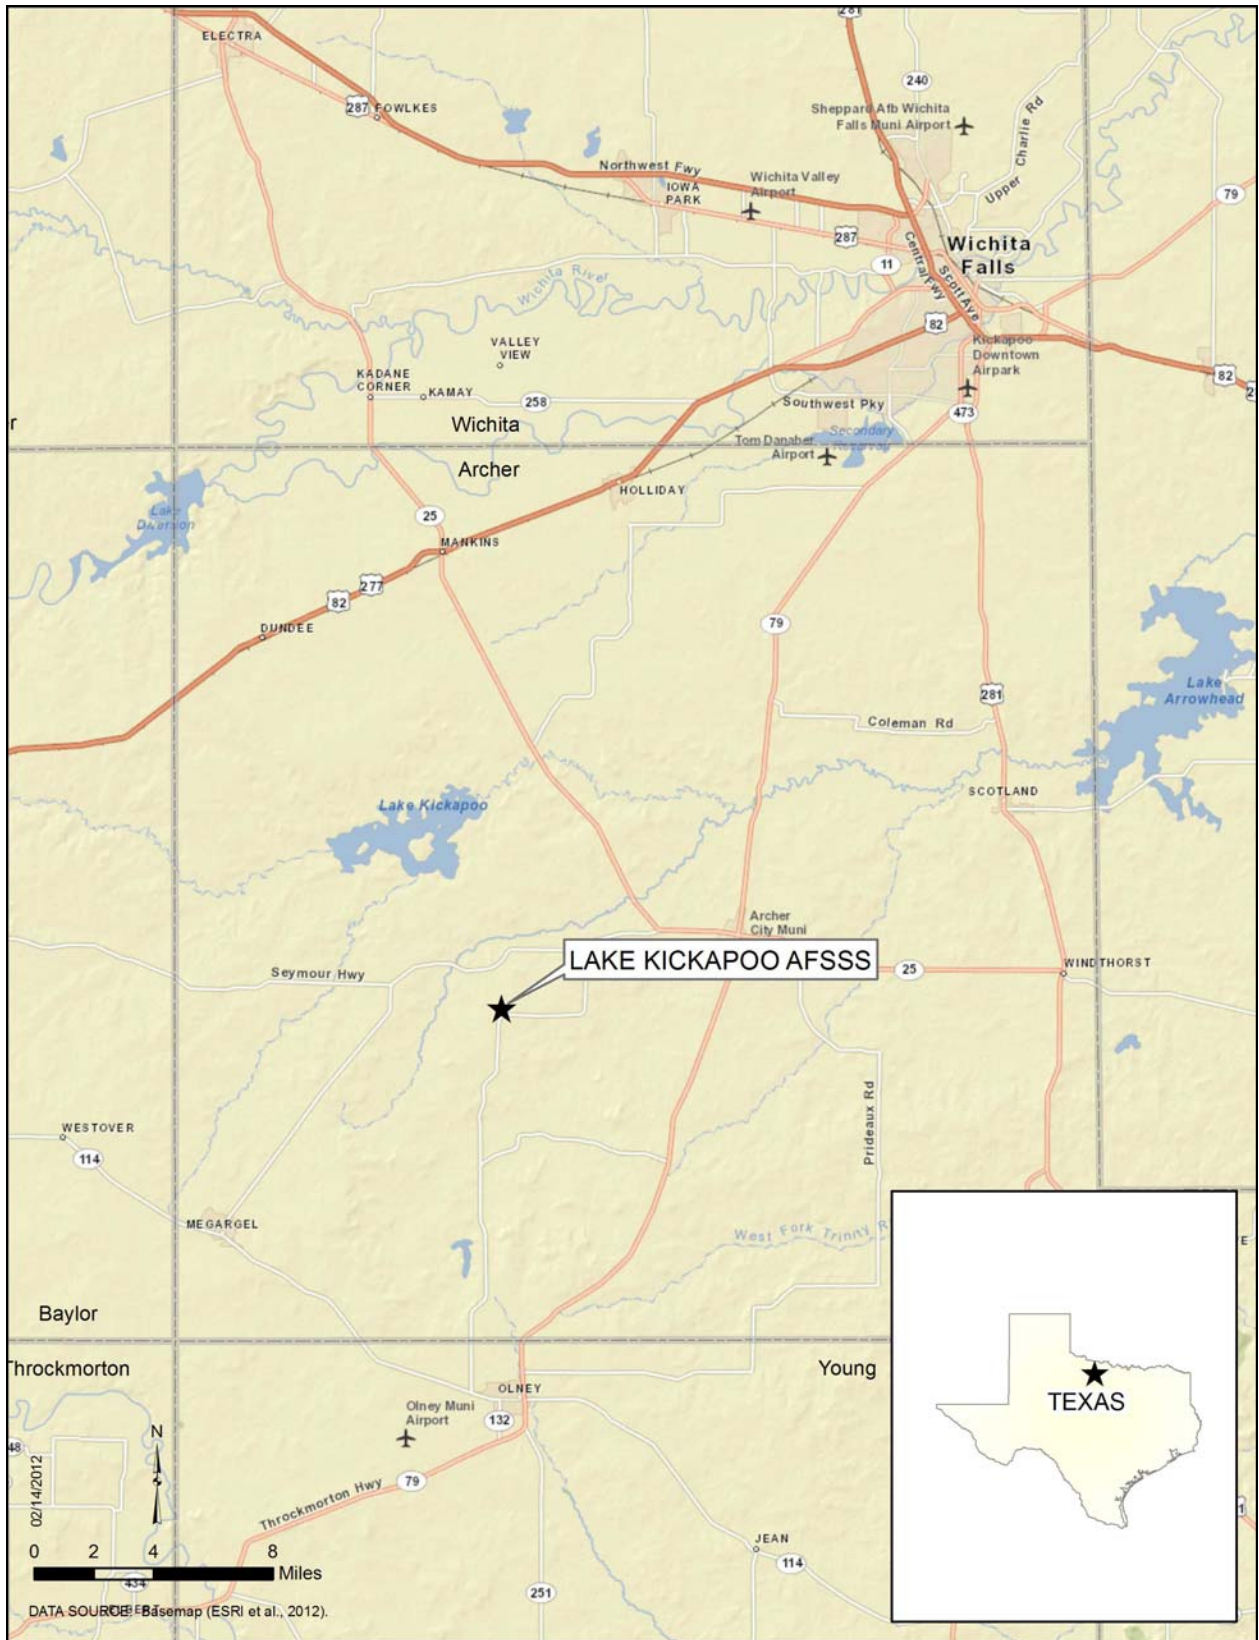 281
ELECTRA
240
287
FOWLKES
Sheppard Afb Wichita
Falls Muni Airport
Upper Charlie Rd
Northwest Fwy
Wichita Valley
Airport
IOWA
PARK
79
287
Wichita
Falls
11
Central Fwy
Scott Ave
Wichita River
82
VALLEY
VIEW
Kickapoo
Downtown
Airpark
KADANE
CORNER
KAMAY
258
82
Southwest Pky
473
r
Wichita
Secondary
Reservoir
Tom Danaher
Airport
Archer
HOLLIDAY
Lake
Diversion
25
MANKINS
277
82
DUNDEE
79
281
Lake
Arrowhead
Coleman Rd
SCOTLAND
Lake Kickapoo
Archer
City Muni
LAKE KICKAPOO AFSSS
Seymour Hwy
25
WINDTHORST
WESTOVER
114
Prideaux Rd
MEGARGEL
West Fork Trinity R
E
Baylor
Throckmorton
Young
OLNEY
Olney Muni
Airport
132
TEXAS
N
48
02/14/2012
79
Throckmorton Hwy
1
JEAN
114
0 2 4 8
Miles
434
251
DATA SOURCE: Basemap (ESRI et al., 2012).